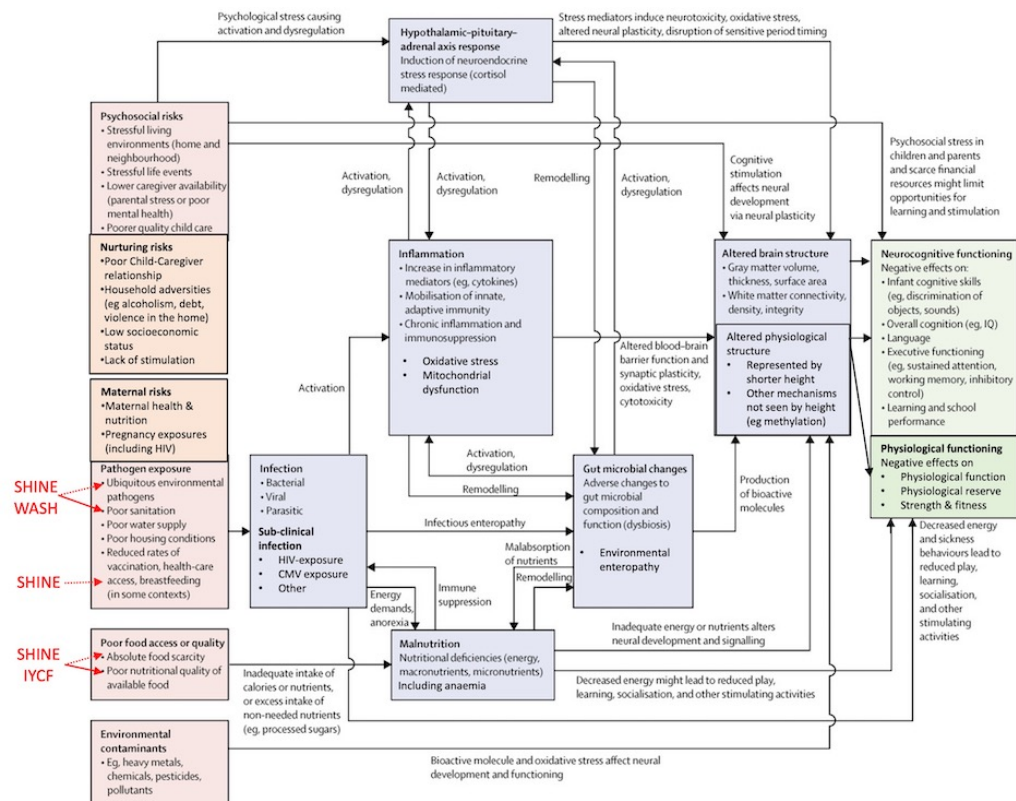 Psychological stress causing
activation and dysregulation
Hypothalamic–pituitary–
adrenal axis response
Induction of neuroendocrine
stress response (cortisol
mediated)
Stress mediators induce neurotoxicity, oxidative stress,
altered neural plasticity, disruption of sensitive period timing
Psychosocial risks
• Stressful living
environments (home and
neighbourhood)
• Stressful life events
• Lower caregiver availability
(parental stress or poor
mental health)
• Poorer quality child care
Activation,
dysregulation
Activation,
dysregulation
Remodelling
Activation,
dysregulation
Cognitive
stimulation
affects neural
development
via neural plasticity
Psychosocial stress in
children and parents
and scarce financial
resources might limit
opportunities for
learning and stimulation
Nurturing risks
• Poor Child-Caregiver
relationship
• Household adversities
(eg alcoholism, debt,
violence in the home)
• Low socioeconomic
status
• Lack of stimulation
Inflammation
• Increase in inflammatory
mediators (eg, cytokines)
• Mobilisation of innate,
adaptive immunity
• Chronic inflammation and
immunosuppression
• Oxidative stress
• Mitochondrial
dysfunction
Altered brain structure
• Gray matter volume,
thickness, surface area
• White matter connectivity,
density, integrity
Altered physiological
structure
• Represented by
shorter height
• Other mechanisms
not seen by height
(eg methylation)
Neurocognitive functioning
Negative effects on:
• Infant cognitive skills
(eg, discrimination of
objects, sounds)
• Overall cognition (eg, IQ)
• Language
• Executive functioning
(eg, sustained attention,
working memory, inhibitory
control)
• Learning and school
performance
Activation
Altered blood–brain
barrier function and
synaptic plasticity,
oxidative stress,
cytotoxicity
Maternal risks
• Maternal health &
nutrition
• Pregnancy exposures
(including HIV)
Physiological functioning
Negative effects on
• Physiological function
• Physiological reserve
• Strength & fitness
SHINE
WASH
SHINE
Pathogen exposure
• Ubiquitous environmental
pathogens
• Poor sanitation
• Poor water supply
• Poor housing conditions
• Reduced rates of
vaccination, health-care
access, breastfeeding
(in some contexts)
Infection
• Bacterial
• Viral
• Parasitic
Sub-clinical
infection
• HIV-exposure
• CMV exposure
• Other
Activation,
dysregulation
Remodelling
Infectious enteropathy
Gut microbial changes
Adverse changes to
gut microbial
composition and
function (dysbiosis)
• Environmental
enteropathy
Production of
bioactive
molecules
Malabsorption
of nutrients
Remodelling
Energy
demands,
anorexia
Immune
suppression
Decreased energy
and sickness
behaviours lead to
reduced play,
learning,
socialisation,
and other
stimulating
activities
SHINE
IYCF
Poor food access or quality
• Absolute food scarcity
• Poor nutritional quality of
available food
Inadequate intake of
calories or nutrients,
or excess intake of
non-needed nutrients
(eg, processed sugars)
Malnutrition
Nutritional deficiencies (energy,
macronutrients, micronutrients)
Including anaemia
Inadequate energy or nutrients alters
neural development and signalling
Decreased energy might lead to reduced play,
learning, socialisation, and other stimulating activities
Environmental
contaminants
• Eg, heavy metals,
chemicals, pesticides,
pollutants
Bioactive molecule and oxidative stress affect neural
development and functioning